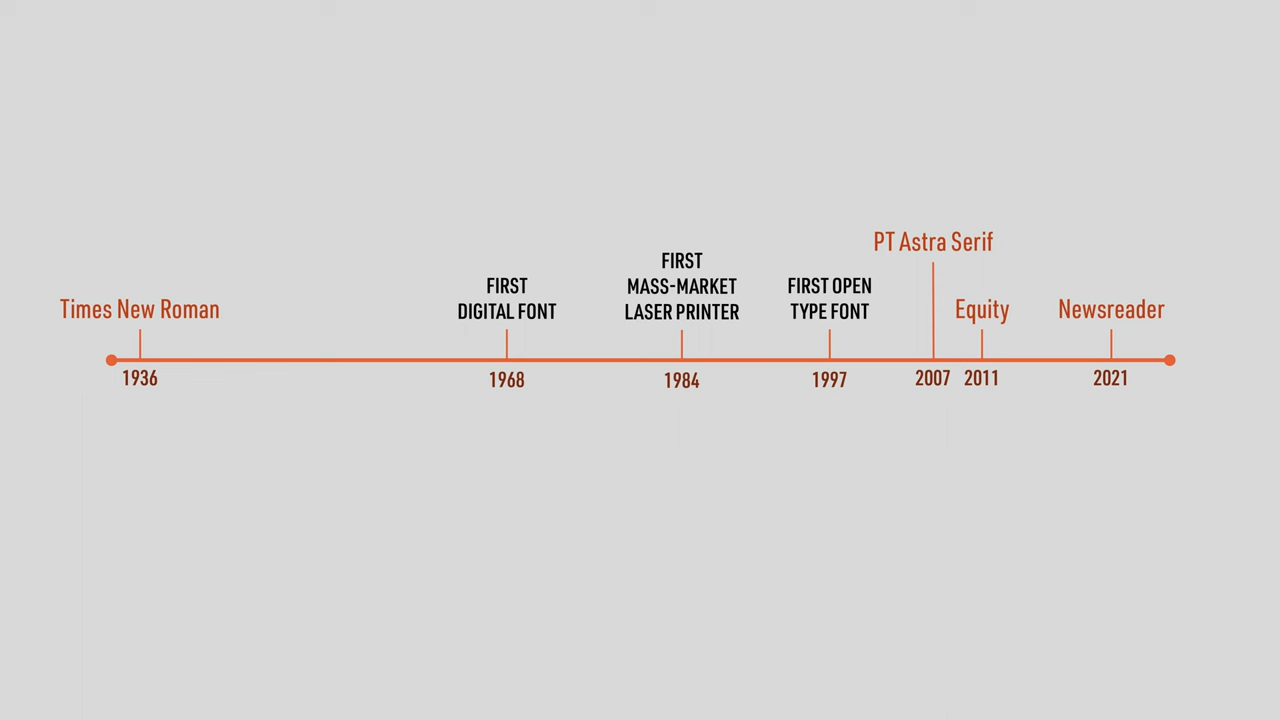 PT Astra Serif
FIRST
MASS-MARKET
LASER PRINTER
FIRST
DIGITAL FONT
FIRST OPEN
TYPE FONT
Times New Roman
Equity
Newsreader
1936
1968
1984
1997
2007
2011
2021